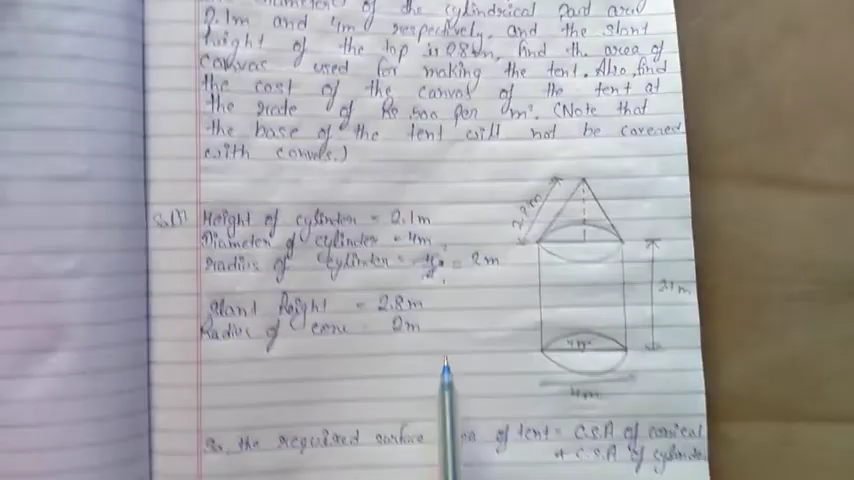 diameter of the cylindrical part are
2.1m and 4m respectively, and the slant
height of the top is 2.8m, find the area of
canvas used for making the tent. Also, find
the cost of the canvas of the tent at
the rate of Rs 500 per m². (Note that
the base of the tent will not be covered
with canvas.)
Sol)
Height of cylinder = 2.1m
Diameter of cylinder = 4m
Radius of cylinder = 4/2 = 2m
Slant height = 2.8m
Radius of cone = 2m
2.8m
2.1m
4m
So, the required surface of tent = C.S.A of conical
+ C.S.A of cylinder